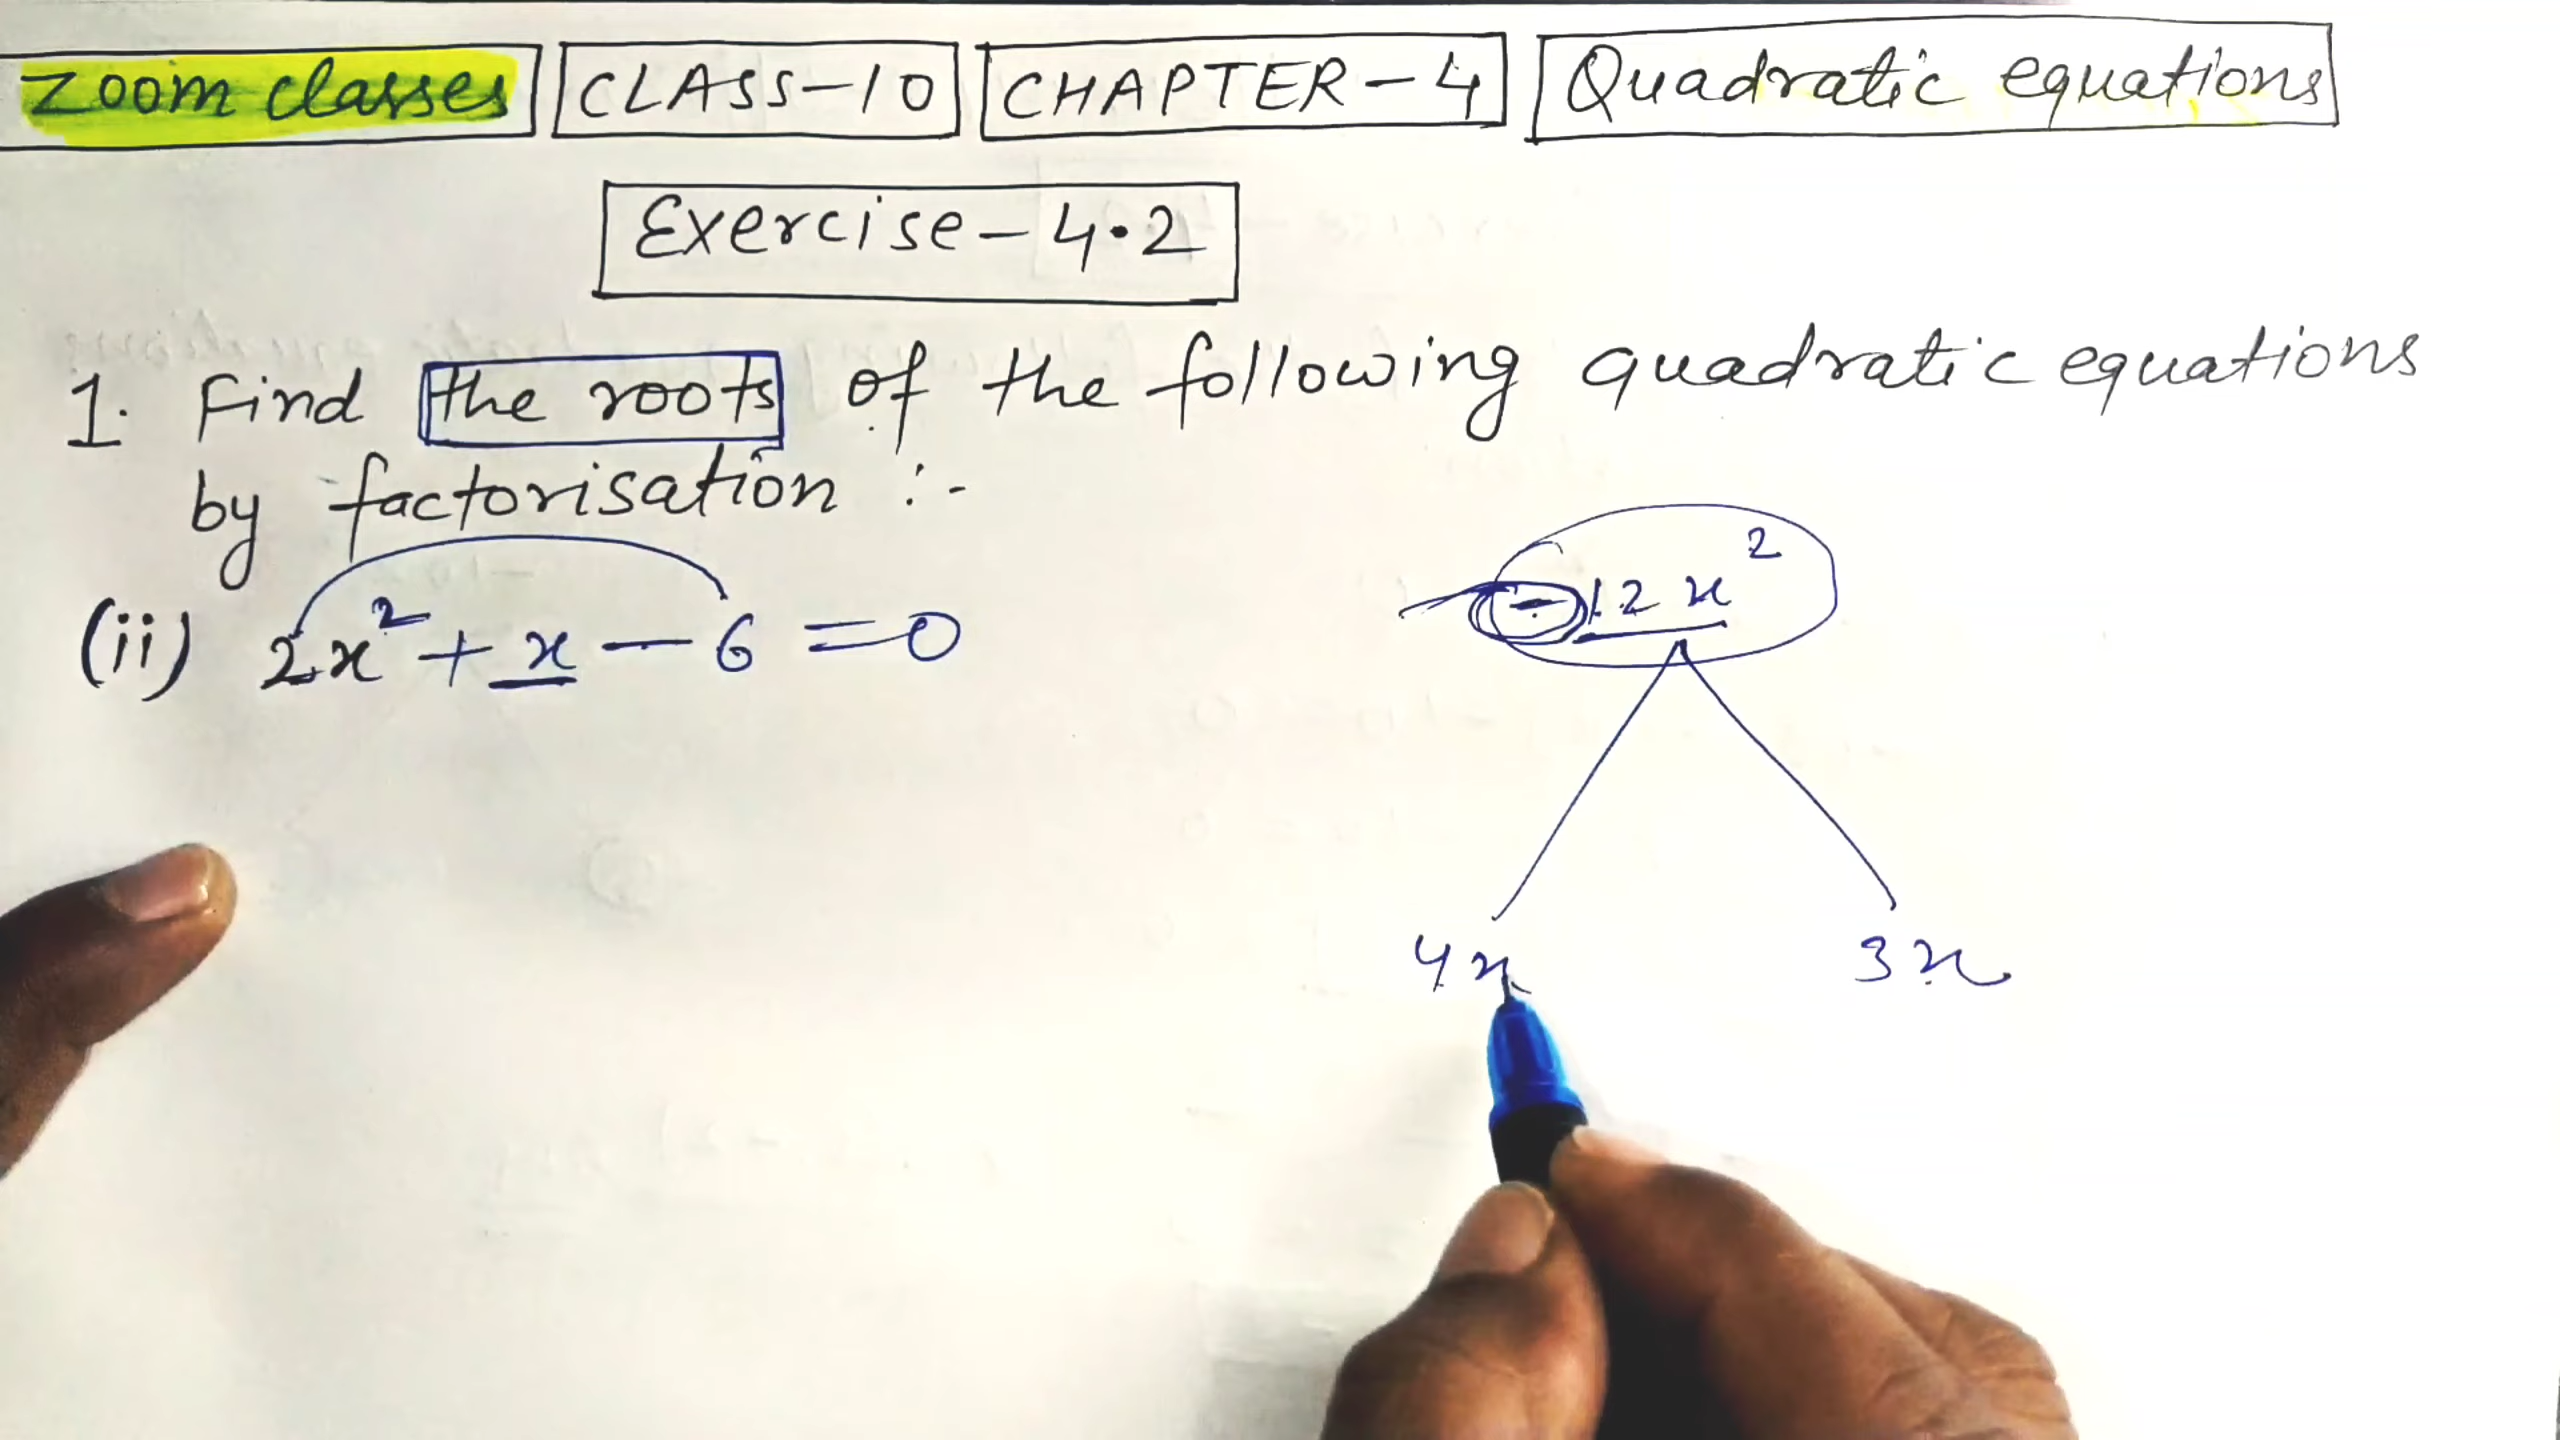 Zoom classes CLASS-10 CHAPTER-4 Quadratic equations
Exercise-4.2
1. Find the roots of the following quadratic equations
by factorisation :-
(ii) 2x² + x - 6 = 0
-12x²
4x 3x